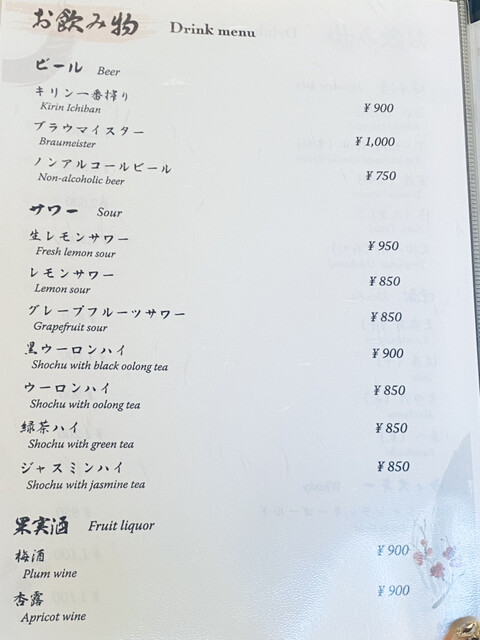 お飲み物 Drink menu
ビール Beer
キリン一番搾り
Kirin Ichiban ¥900
ブラウマイスター
Braumeister ¥1,000
ノンアルコールビール
Non-alcoholic beer ¥750
サワー Sour
生レモンサワー
Fresh lemon sour ¥950
レモンサワー
Lemon sour ¥850
グレープフルーツサワー
Grapefruit sour ¥850
黒ウーロンハイ
Shochu with black oolong tea ¥900
ウーロンハイ
Shochu with oolong tea ¥850
緑茶ハイ
Shochu with green tea ¥850
ジャスミンハイ
Shochu with jasmine tea ¥850
果実酒 Fruit liquor
梅酒
Plum wine ¥900
杏露
Apricot wine ¥900